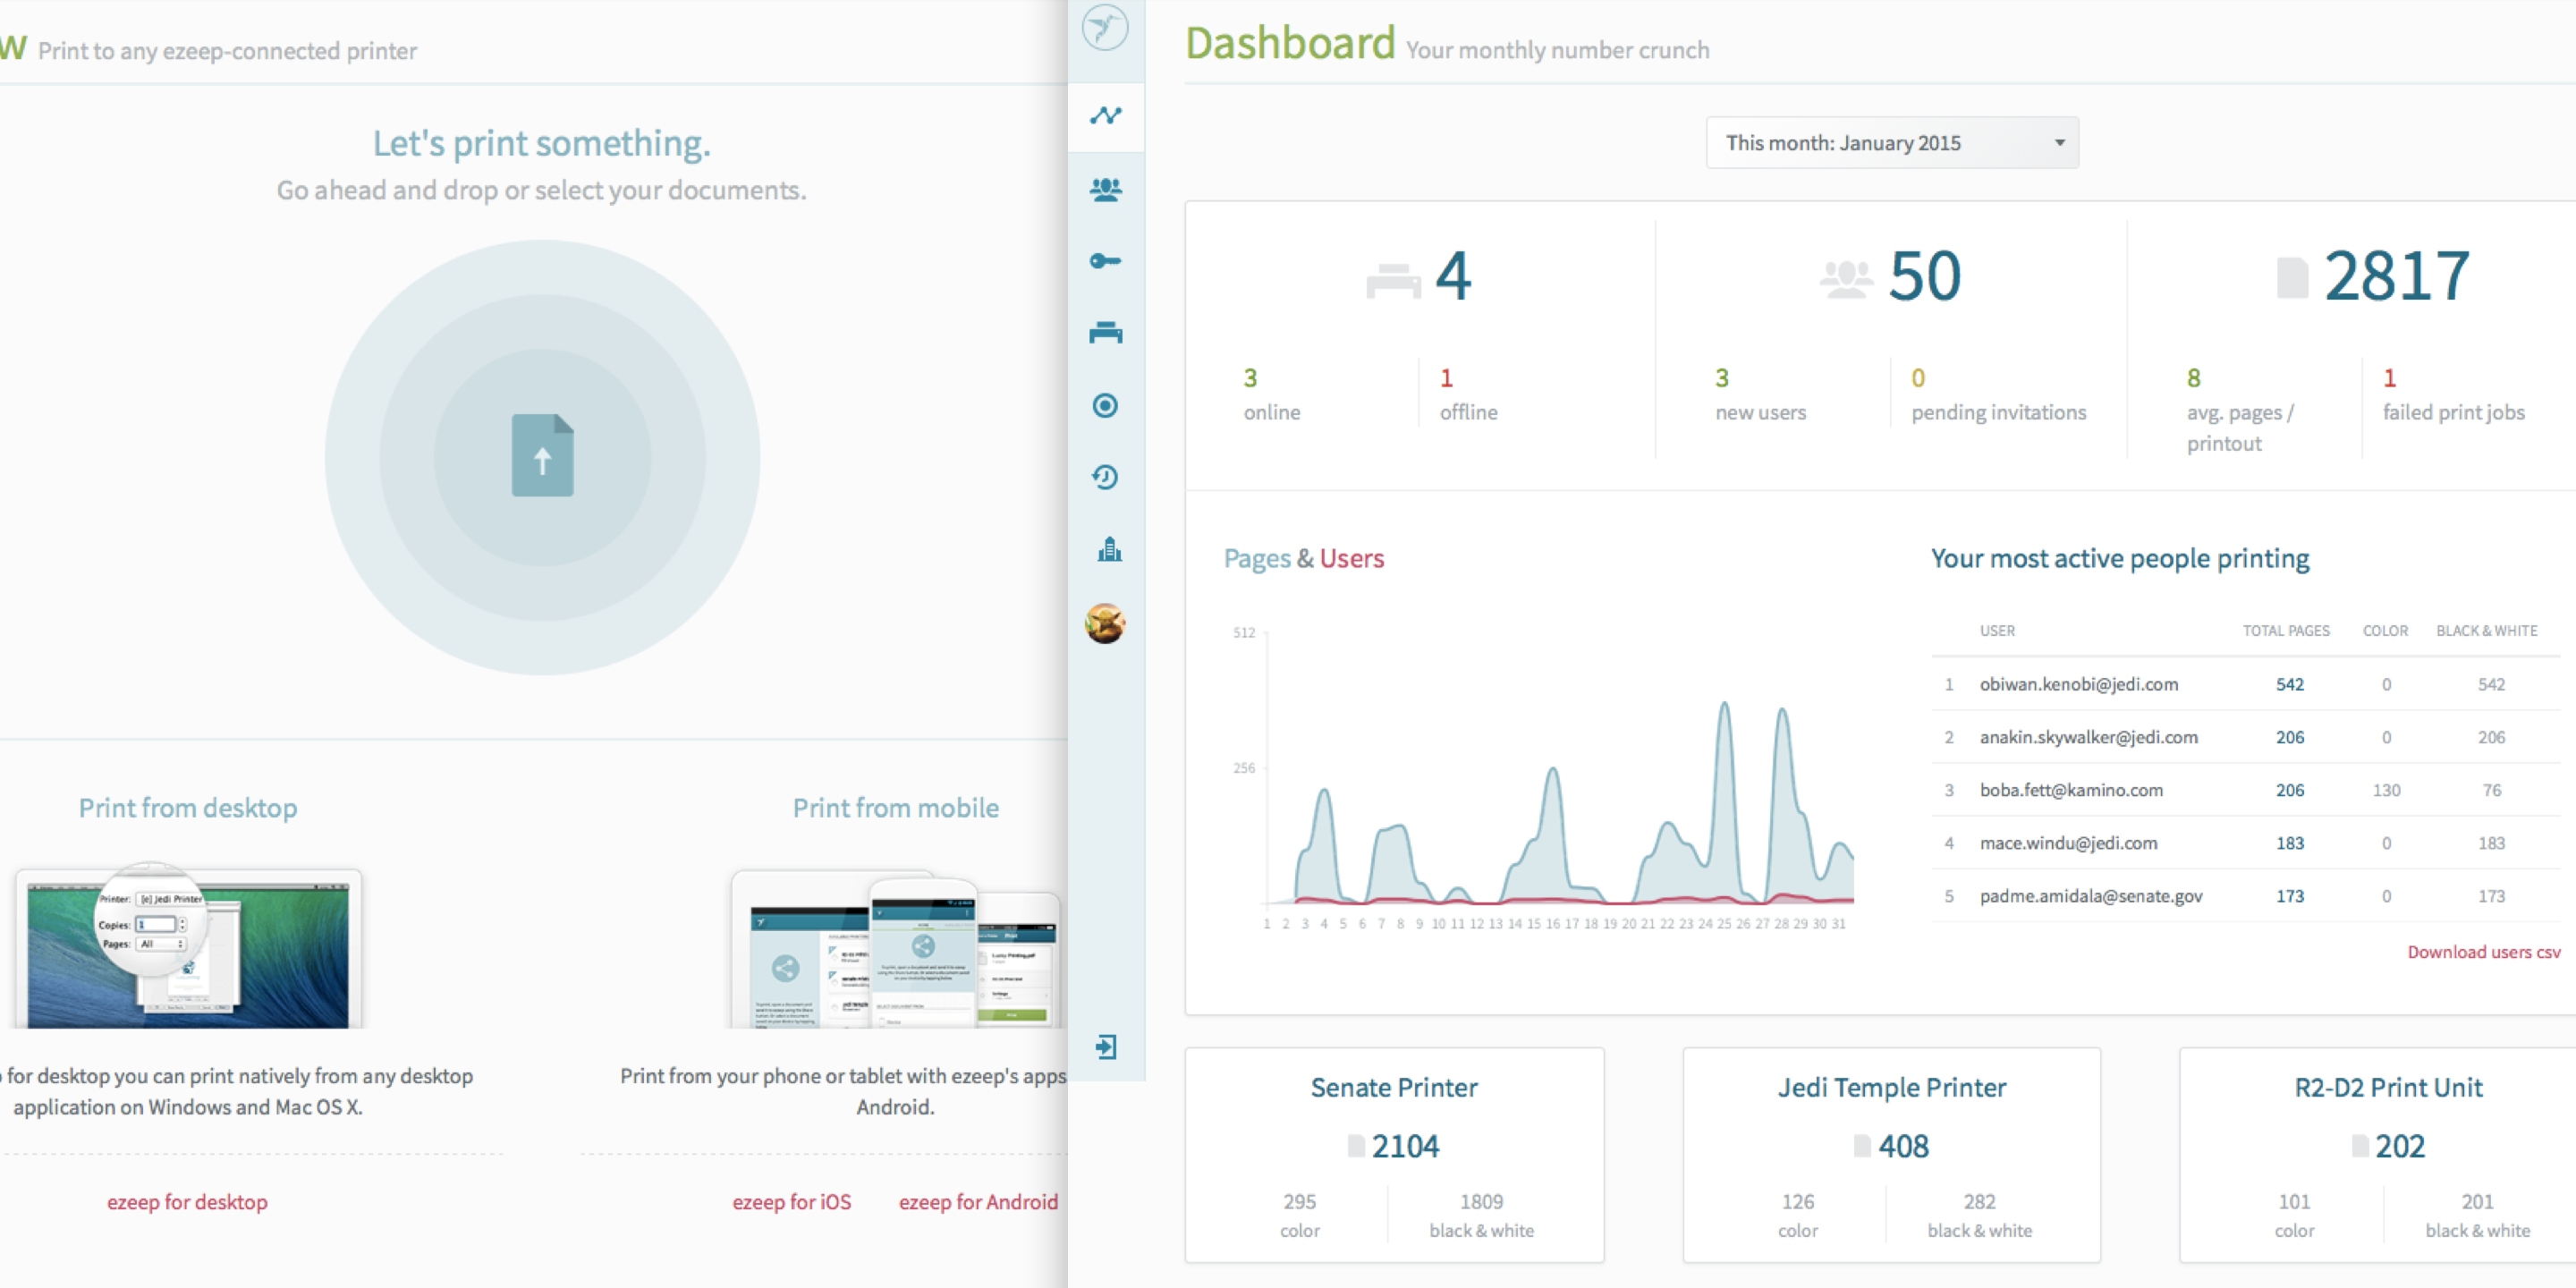 W Print to any ezeep-connected printer
Let's print something.
Go ahead and drop or select your documents.
Print from desktop
Printer: [e] Jedi Printer
Copies: 1
Pages: All
for desktop you can print natively from any desktop
application on Windows and Mac OS X.
ezeep for desktop
Print from mobile
Print from your phone or tablet with ezeep's apps
Android.
ezeep for iOS ezeep for Android
Dashboard Your monthly number crunch
This month: January 2015
4
3 1
online offline
50
3 0
new users pending invitations
2817
8 1
avg. pages / failed print jobs
printout
Pages & Users
512
256
1 2 3 4 5 6 7 8 9 10 11 12 13 14 15 16 17 18 19 20 21 22 23 24 25 26 27 28 29 30 31
Your most active people printing
USER TOTAL PAGES COLOR BLACK & WHITE
1 obiwan.kenobi@jedi.com 542 0 542
2 anakin.skywalker@jedi.com 206 0 206
3 boba.fett@kamino.com 206 130 76
4 mace.windu@jedi.com 183 0 183
5 padme.amidala@senate.gov 173 0 173
Download users csv
Senate Printer
2104
295 1809
color black & white
Jedi Temple Printer
408
126 282
color black & white
R2-D2 Print Unit
202
101 201
color black & white